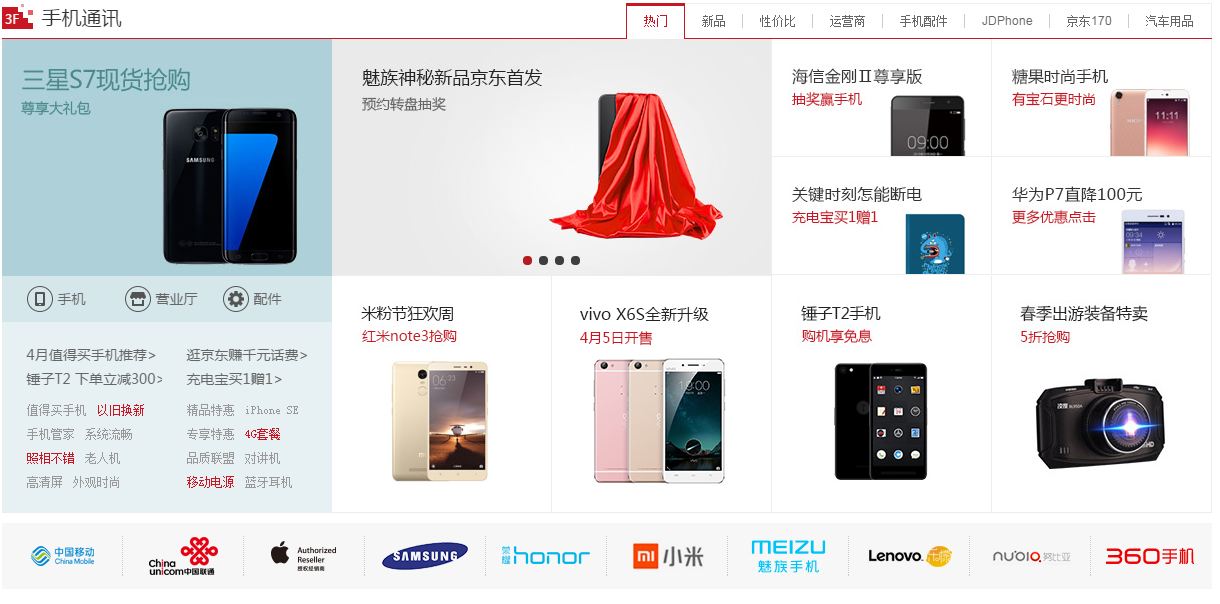 3F 手机通讯
热门 新品 性价比 运营商 手机配件 JDPhone 京东170 汽车用品
三星S7现货抢购
尊享大礼包
SAMSUNG
手机 营业厅 配件
4月值得买手机推荐> 逛京东赚千元话费>
锤子T2 下单立减300> 充电宝买1赠1>
值得买手机 以旧换新 精品特惠 iPhone SE
手机管家 系统流畅 专享特惠 4G套餐
照相不错 老人机 品质联盟 对讲机
高清屏 外观时尚 移动电源 蓝牙耳机
魅族神秘新品京东首发
预约转盘抽奖
海信金刚Ⅱ尊享版
抽奖赢手机
09:00
糖果时尚手机
有宝石更时尚
11:11
关键时刻怎能断电
充电宝买1赠1
华为P7直降100元
更多优惠点击
09:34
米粉节狂欢周
红米note3抢购
06:23
vivo X6S全新升级
4月5日开售
19:00
锤子T2手机
购机享免息
春季出游装备特卖
5折抢购
凌度
HD
中国移动
China Mobile
China
unicom中国联通
Authorized
Reseller
授权经销商
SAMSUNG
荣耀 honor
mi 小米
MEIZU
魅族手机
Lenovo 乐檬
nubia 努比亚
360手机